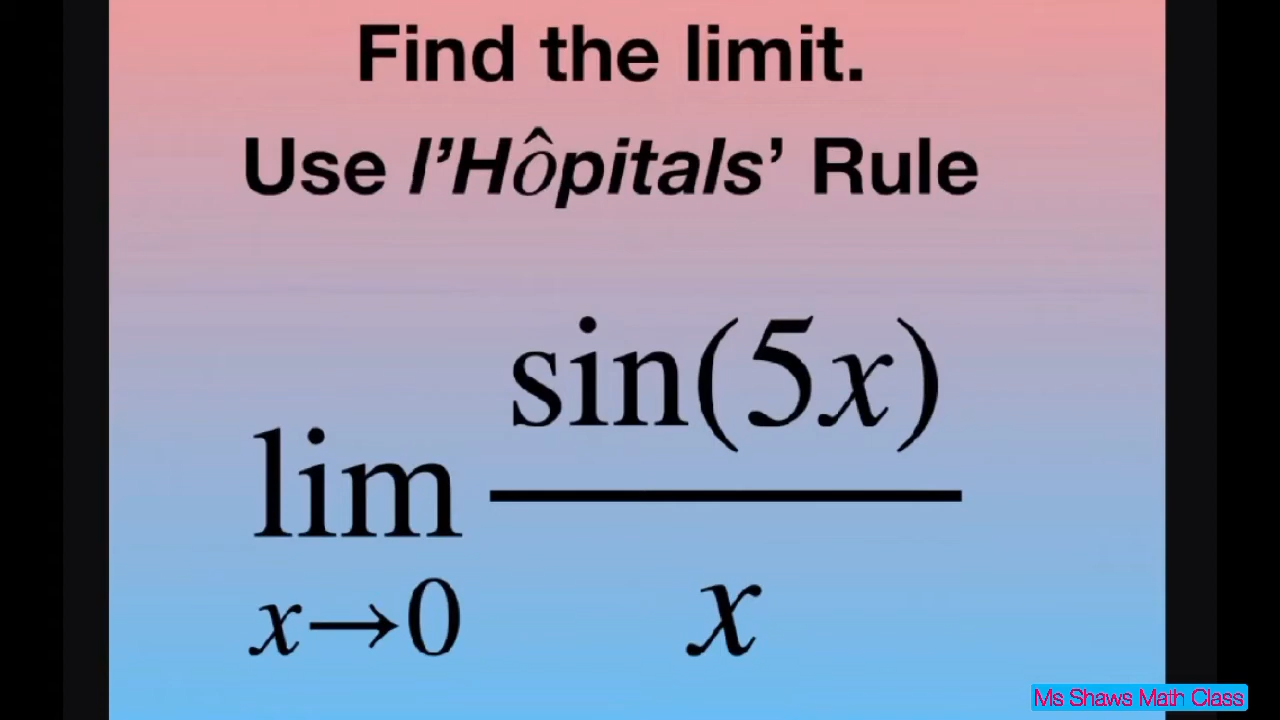 Find the limit.
Use l’Hôpitals’ Rule
sin(5x)
lim
x→0
x
Ms Shaws Math Class